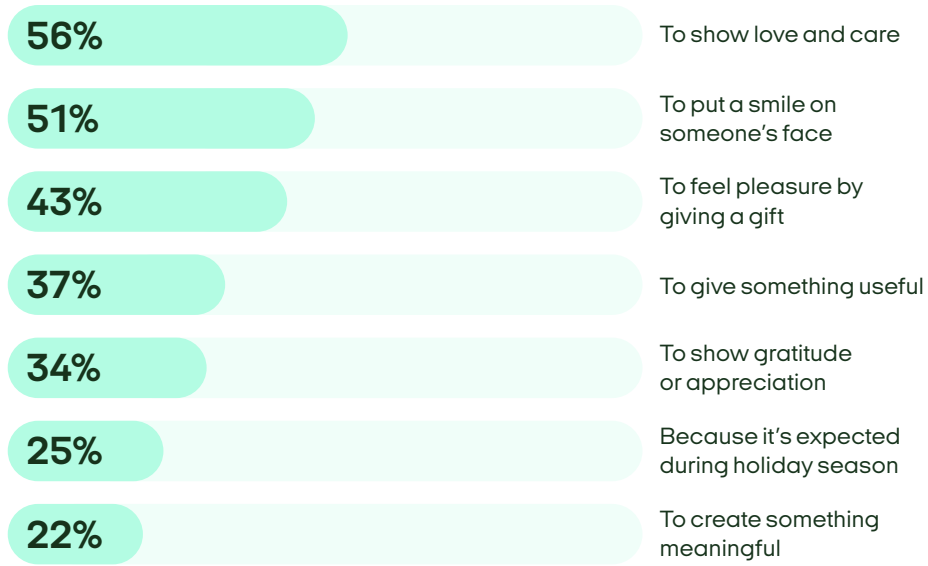 56%
To show love and care
51%
To put a smile on
someone’s face
43%
To feel pleasure by
giving a gift
37%
To give something useful
34%
To show gratitude
or appreciation
25%
Because it’s expected
during holiday season
22%
To create something
meaningful